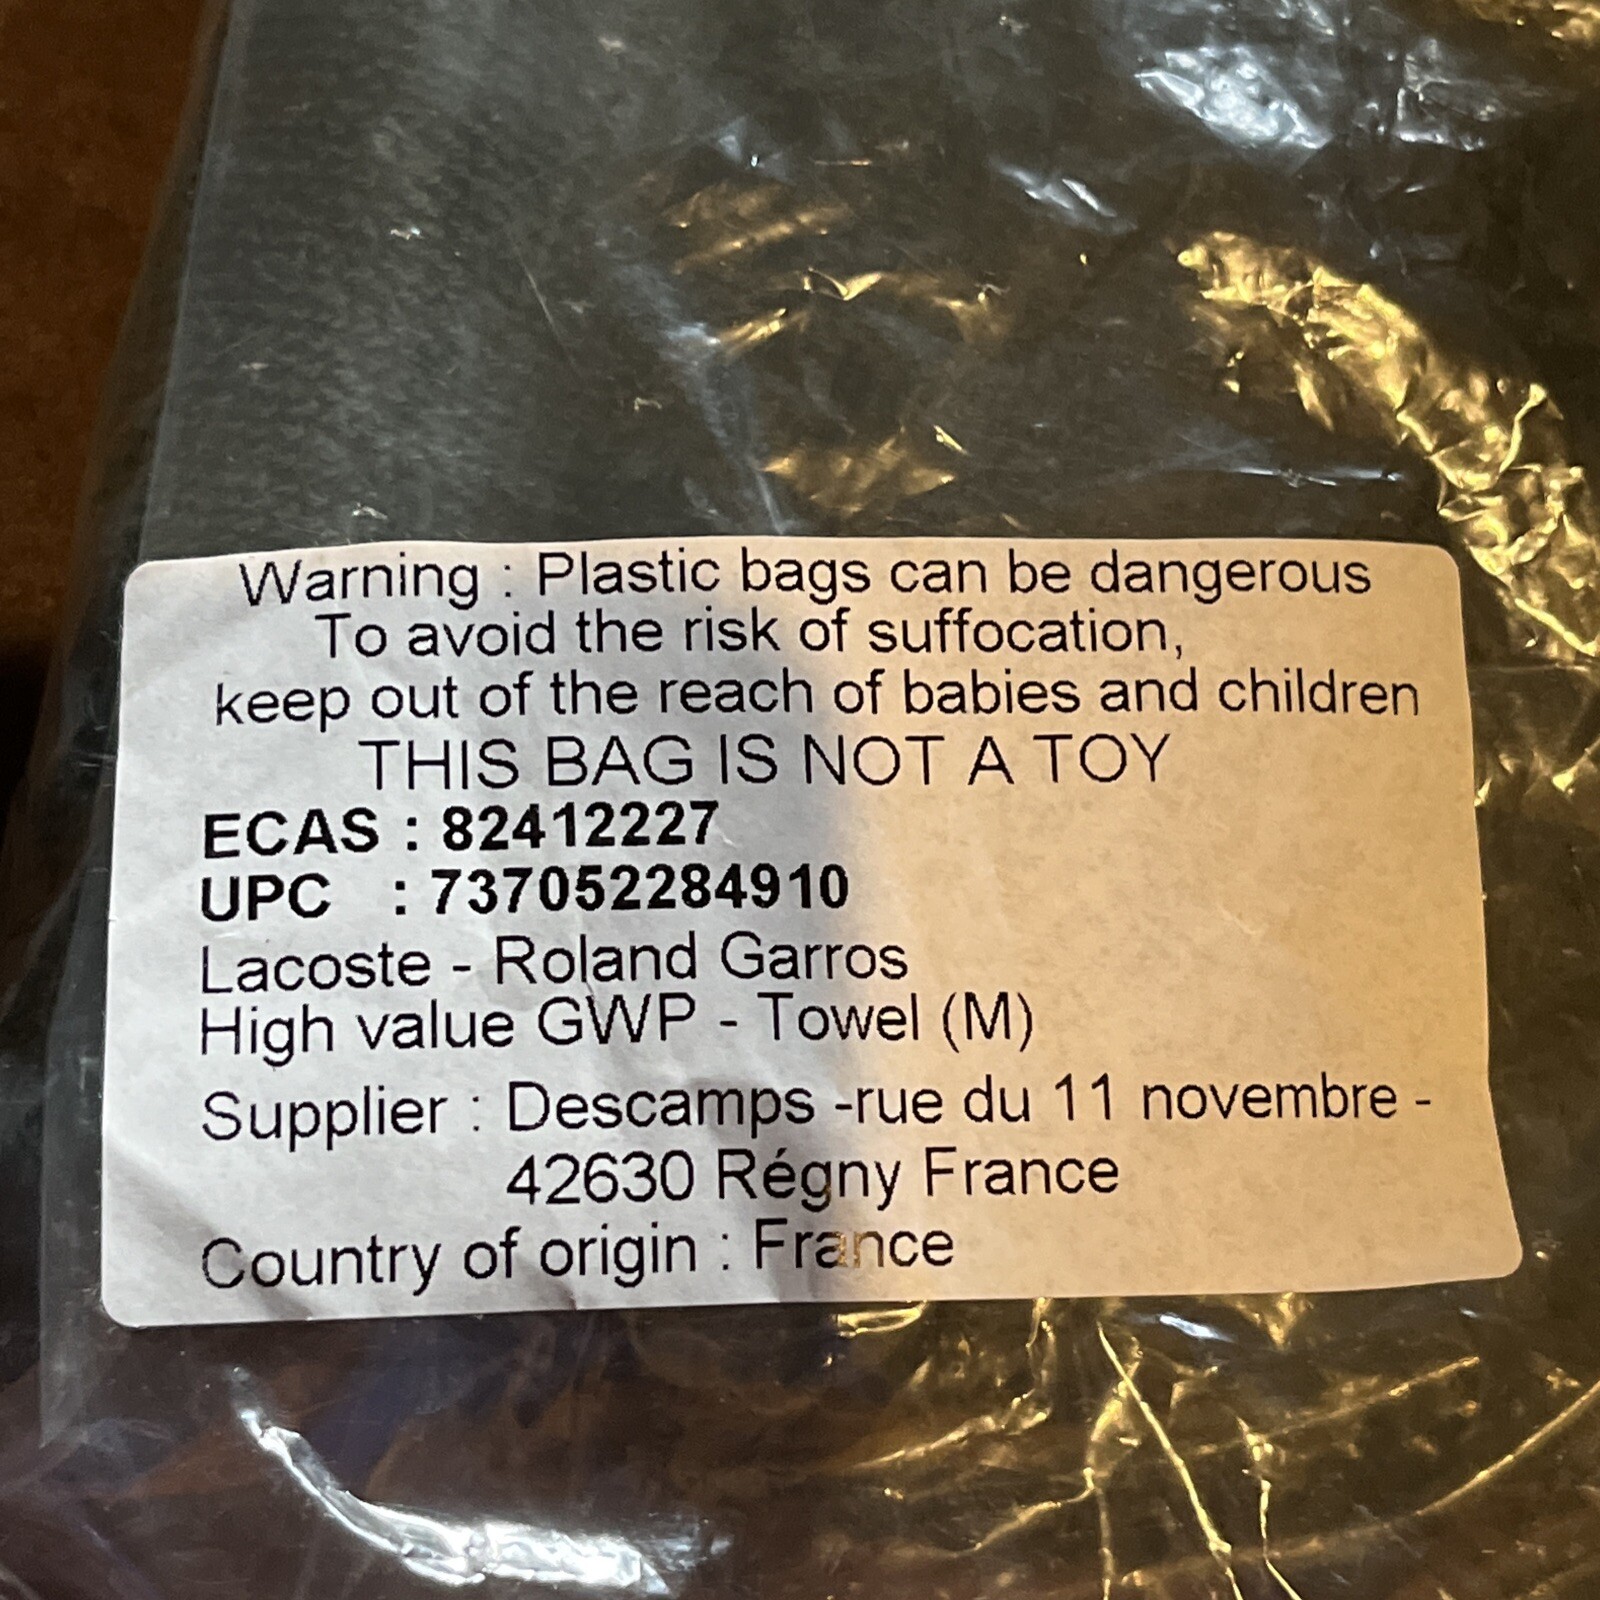 Warning : Plastic bags can be dangerous
To avoid the risk of suffocation,
keep out of the reach of babies and children
THIS BAG IS NOT A TOY
ECAS : 82412227
UPC : 737052284910
Lacoste - Roland Garros
High value GWP - Towel (M)
Supplier : Descamps -rue du 11 novembre -
42630 Régny France
Country of origin : France